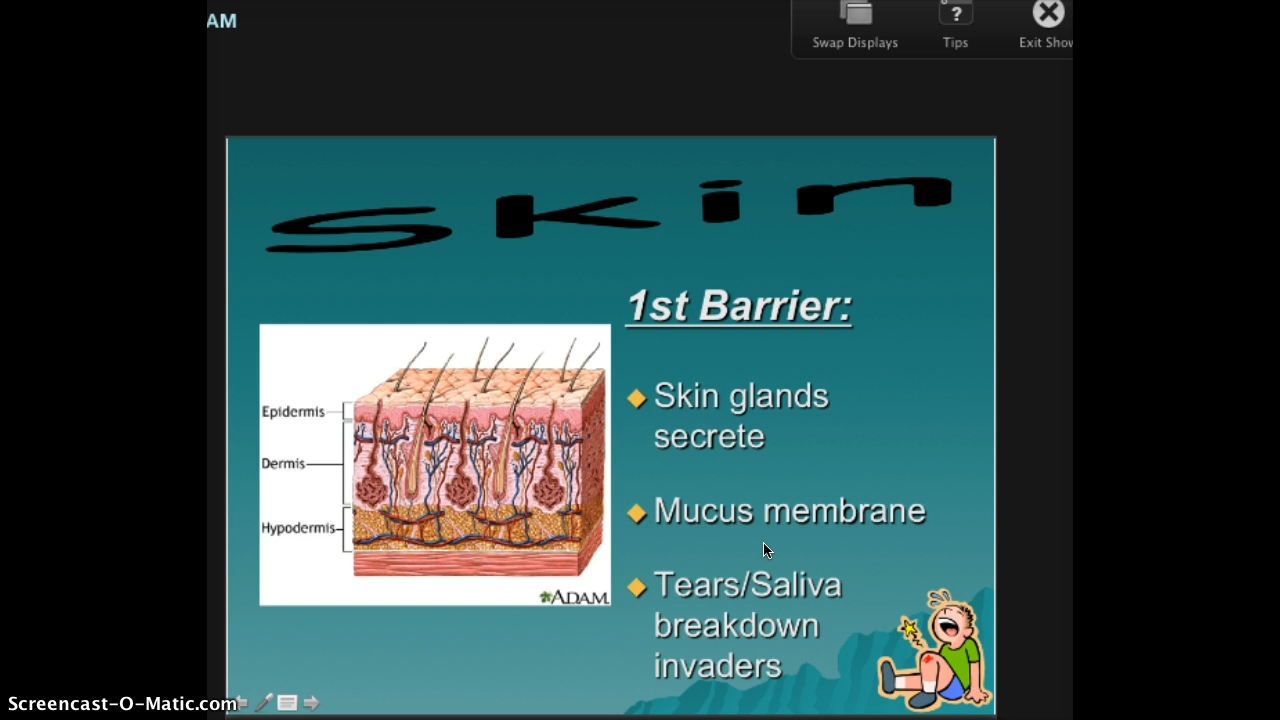 AM
Swap Displays
Tips
Exit Show
Skin
1st Barrier:
Skin glands
secrete
Mucus membrane
Tears/Saliva
breakdown
invaders
Epidermis
Dermis
Hypodermis
ADAM
Screencast-O-Matic.com